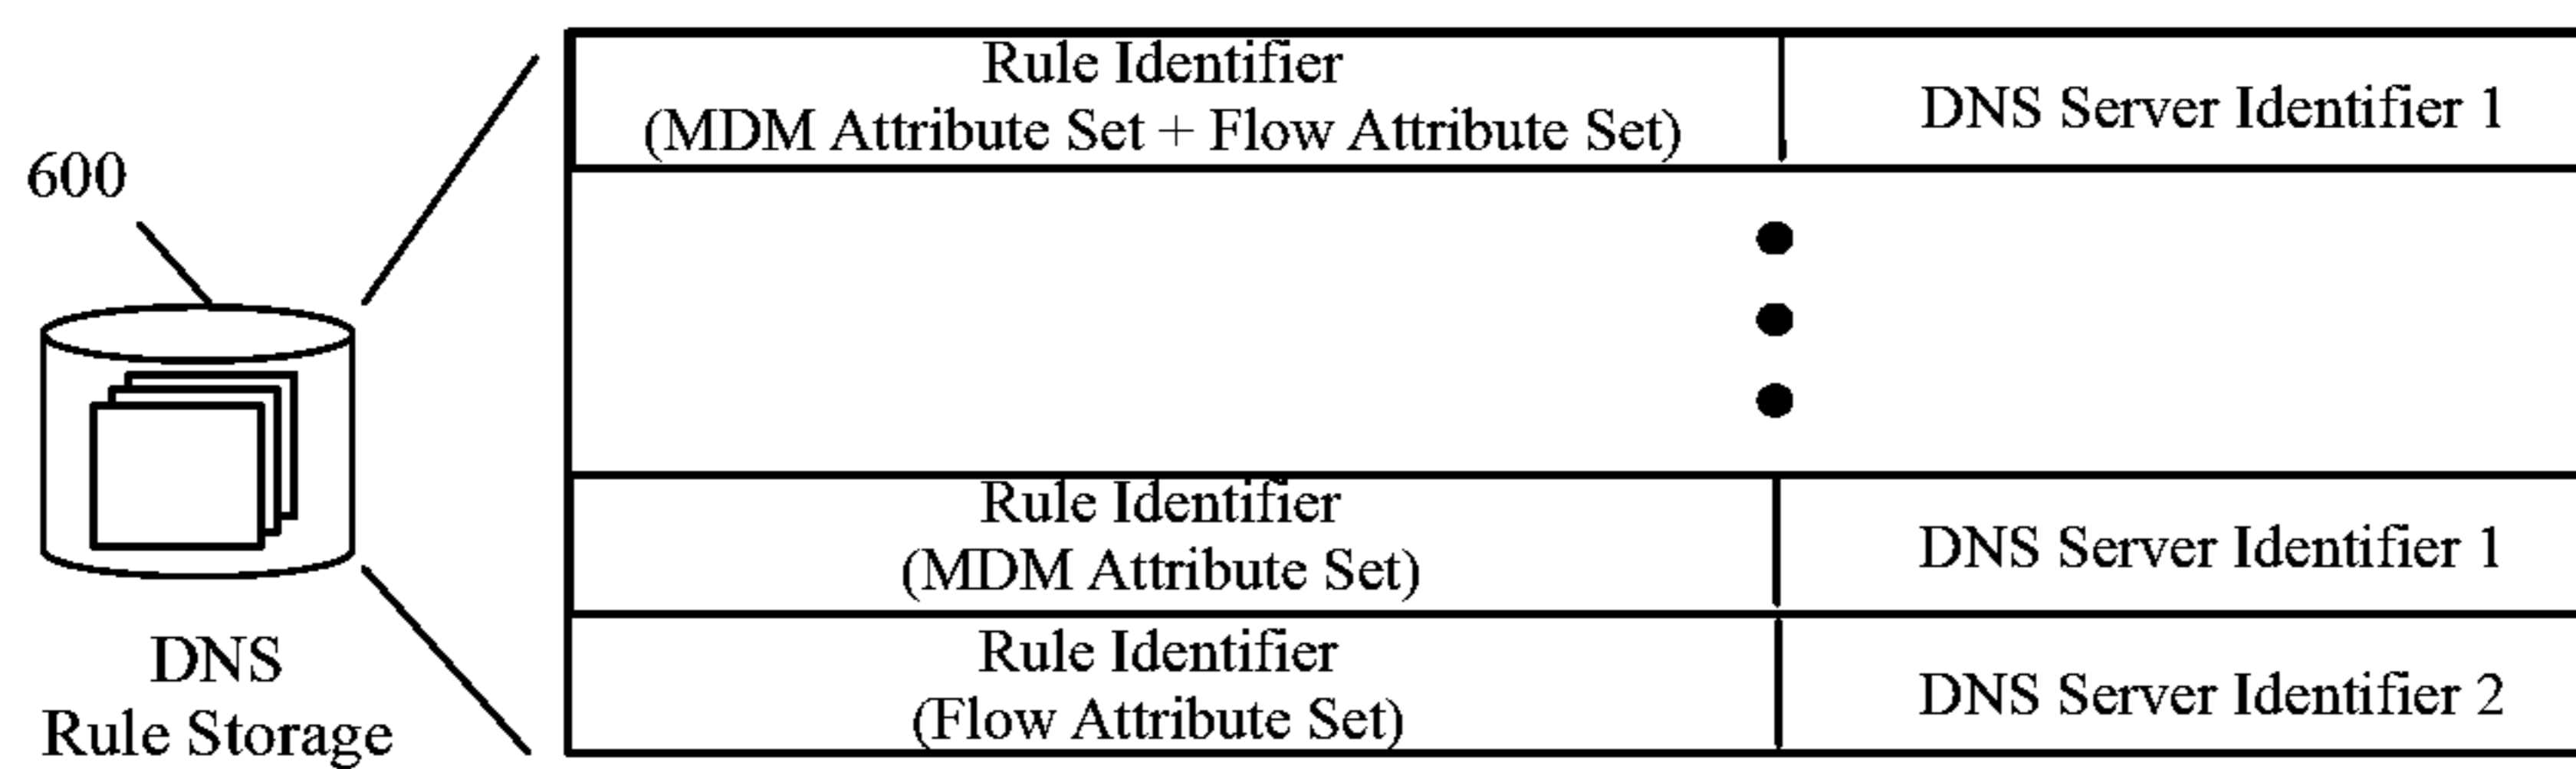 600
DNS
Rule Storage
Rule Identifier
(MDM Attribute Set + Flow Attribute Set)
DNS Server Identifier 1
Rule Identifier
(MDM Attribute Set)
DNS Server Identifier 1
Rule Identifier
(Flow Attribute Set)
DNS Server Identifier 2